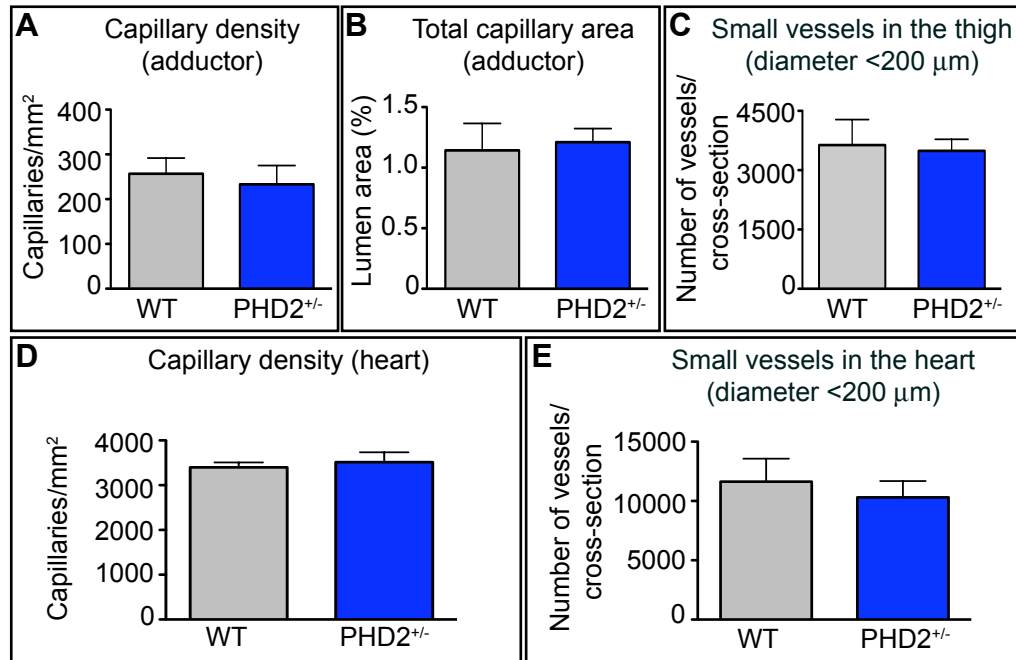 A
Capillary density
(adductor)
Capillaries/mm²
400
300
200
100
0
WT
PHD2⁺/⁻
B
Total capillary area
(adductor)
Lumen area (%)
1.5
1.0
0.5
0
WT
PHD2⁺/⁻
C
Small vessels in the thigh
(diameter <200 μm)
Number of vessels/
cross-section
4500
3000
1500
0
WT
PHD2⁺/⁻
D
Capillary density (heart)
Capillaries/mm²
4000
3000
2000
1000
0
WT
PHD2⁺/⁻
E
Small vessels in the heart
(diameter <200 μm)
Number of vessels/
cross-section
15000
10000
5000
0
WT
PHD2⁺/⁻